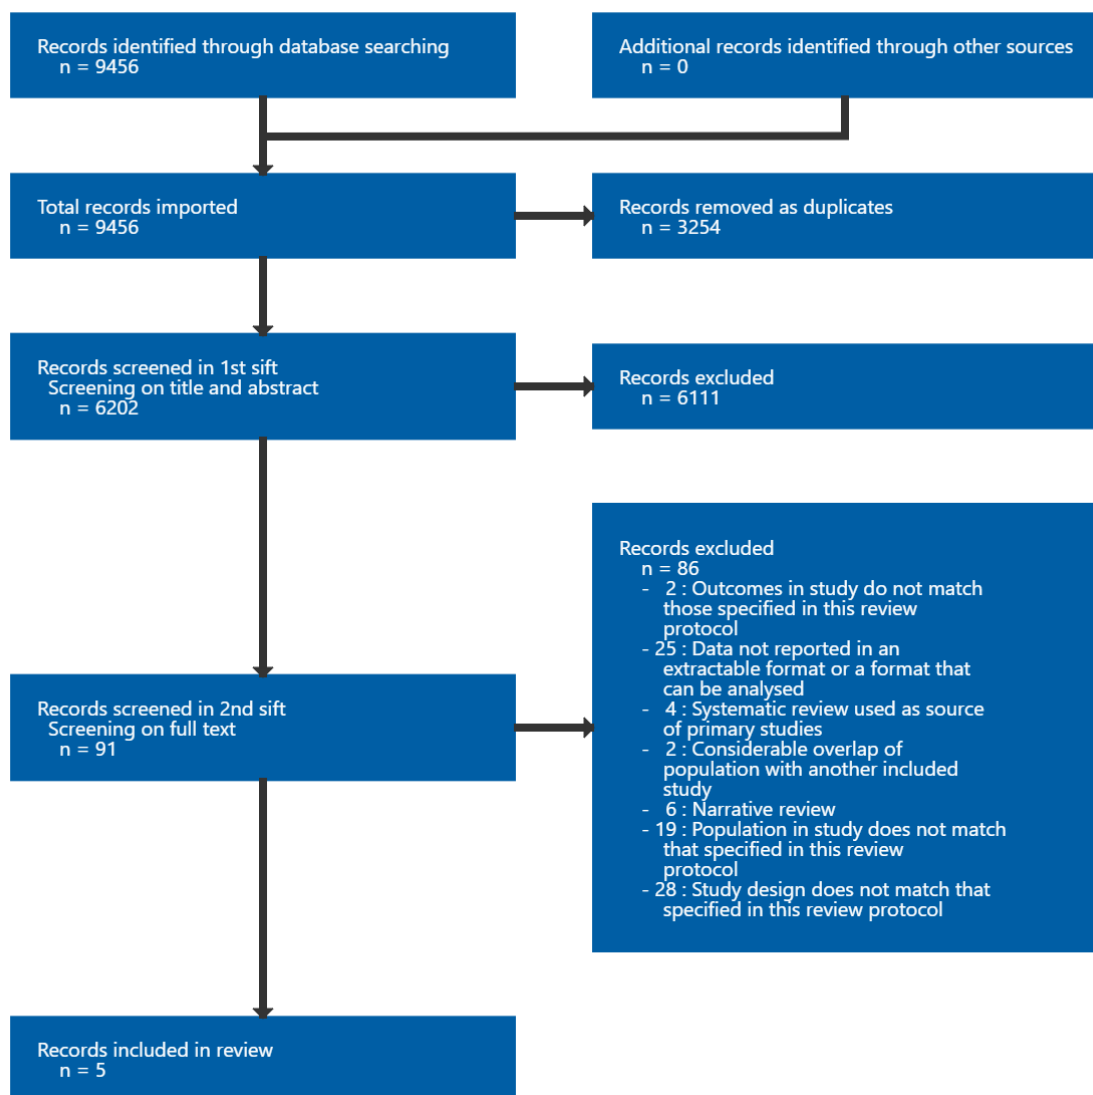 Records identified through database searching
n = 9456
Additional records identified through other sources
n = 0
Total records imported
n = 9456
Records removed as duplicates
n = 3254
Records screened in 1st sift
Screening on title and abstract
n = 6202
Records excluded
n = 6111
Records screened in 2nd sift
Screening on full text
n = 91
Records excluded
n = 86
- 2 : Outcomes in study do not match
those specified in this review
protocol
- 25 : Data not reported in an
extractable format or a format that
can be analysed
- 4 : Systematic review used as source
of primary studies
- 2 : Considerable overlap of
population with another included
study
- 6 : Narrative review
- 19 : Population in study does not match
that specified in this review
protocol
- 28 : Study design does not match that
specified in this review protocol
Records included in review
n = 5